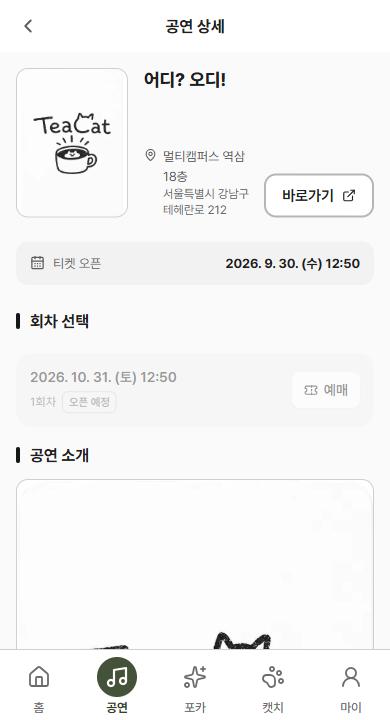 공연 상세
TeaCat
어디? 오디!
멀티캠퍼스 역삼
18층
서울특별시 강남구
테헤란로 212
바로가기
티켓 오픈
2026. 9. 30. (수) 12:50
회차 선택
2026. 10. 31. (토) 12:50
1회차 오픈 예정
예매
공연 소개
홈
공연
포카
캣치
마이